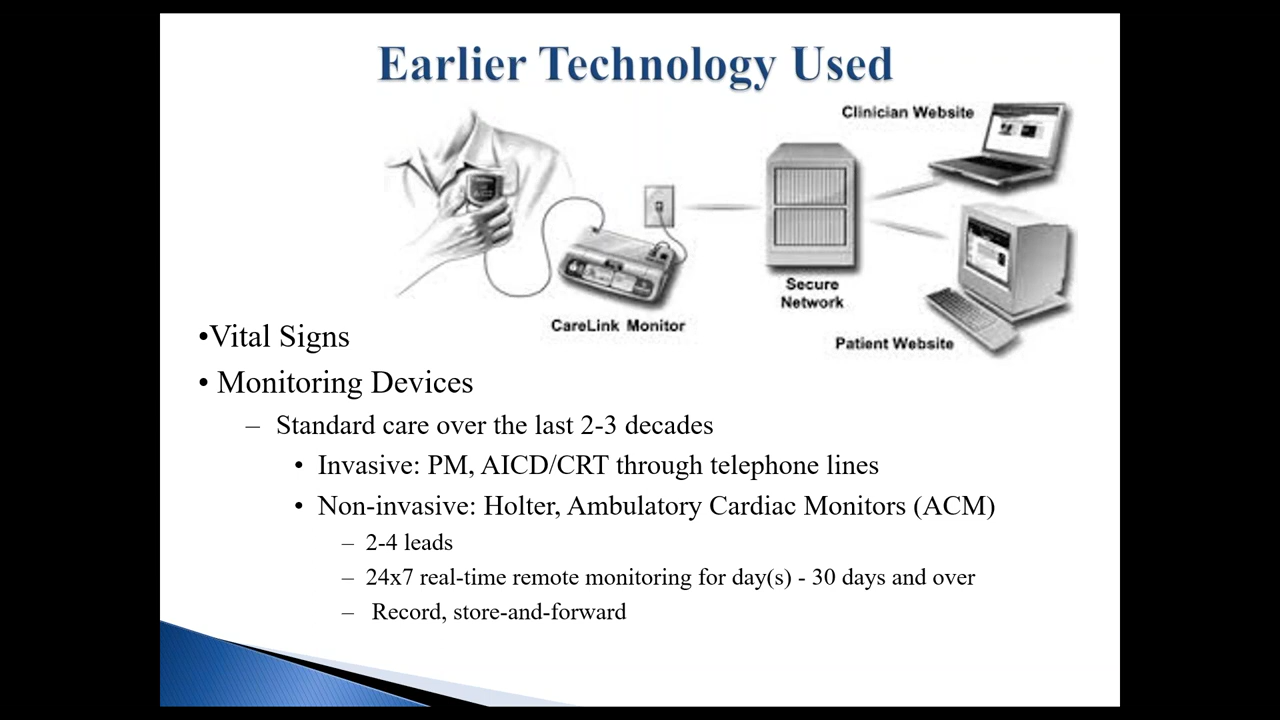 Earlier Technology Used
Clinician Website
Secure
Network
CareLink Monitor
Patient Website
•Vital Signs
• Monitoring Devices
– Standard care over the last 2-3 decades
• Invasive: PM, AICD/CRT through telephone lines
• Non-invasive: Holter, Ambulatory Cardiac Monitors (ACM)
– 2-4 leads
– 24x7 real-time remote monitoring for day(s) - 30 days and over
– Record, store-and-forward